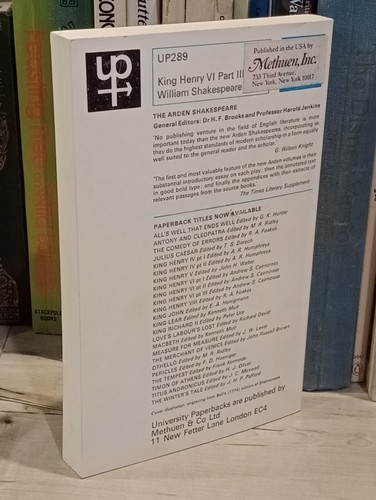 up
UP289
King Henry VI Part III
William Shakespeare
Published in the USA by
Methuen, Inc.
733 Third Avenue,
New York, New York 10017
THE ARDEN SHAKESPEARE
General Editors: Dr H. F. Brooks and Professor Harold Jenkins
'No publishing venture in the field of English literature is more
important today than the new Arden Shakespeare, incorporating as
they do the highest standards of modern scholarship in a form equally
well suited to the general reader and the scholar.'
G. Wilson Knight
'The first and most valuable feature of the new Arden volumes is their
substantial introductory essay on each play; then the annotated text
in good bold type; and finally the appendices with their extracts of
relevant passages from the source books.'
The Times Literary Supplement
PAPERBACK TITLES NOW AVAILABLE
ALL'S WELL THAT ENDS WELL Edited by G. K. Hunter
ANTONY AND CLEOPATRA Edited by M. R. Ridley
THE COMEDY OF ERRORS Edited by R. A. Foakes
JULIUS CAESAR Edited by T. S. Dorsch
KING HENRY IV pt I Edited by A. R. Humphreys
KING HENRY IV pt II Edited by A. R. Humphreys
KING HENRY V Edited by John H. Walter
KING HENRY VI pt I Edited by Andrew S. Cairncross
KING HENRY VI pt II Edited by Andrew S. Cairncross
KING HENRY VI pt III Edited by Andrew S. Cairncross
KING HENRY VIII Edited by R. A. Foakes
KING JOHN Edited by E. A. Honigmann
KING LEAR Edited by Kenneth Muir
KING RICHARD II Edited by Peter Ure
LOVE'S LABOUR'S LOST Edited by Richard David
MACBETH Edited by Kenneth Muir
MEASURE FOR MEASURE Edited by J. W. Lever
THE MERCHANT OF VENICE Edited by John Russell Brown
OTHELLO Edited by M. R. Ridley
PERICLES Edited by F. D. Hoeniger
THE TEMPEST Edited by Frank Kermode
TIMON OF ATHENS Edited by H. J. Oliver
TITUS ANDRONICUS Edited by J. C. Maxwell
THE WINTER'S TALE Edited by J. H. P. Pafford
Cover illustration: engraving from Bell's (1774) edition of Shakespeare
University Paperbacks are published by
Methuen & Co Ltd
11 New Fetter Lane London EC4
STACKPOLE
BOOKS